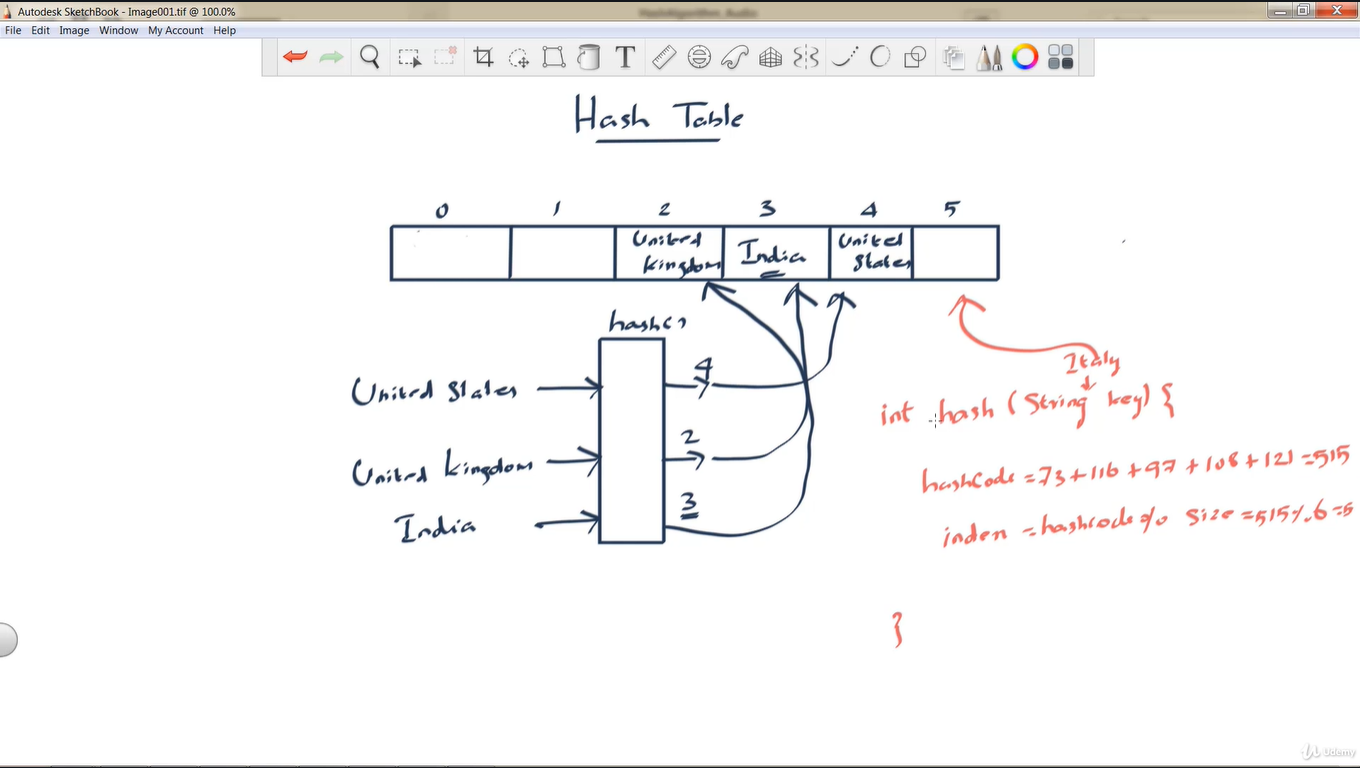 Autodesk SketchBook - Image001.tif @ 100.0%
HashAlgorithm_Audio
File Edit Image Window My Account Help
T
Hash Table
0 1 2 3 4 5
United Kingdom
India
United States
hash()
United States
4
United Kingdom
2
India
3
Italy
int hash (String key) {
hashCode = 73+116+97+108+121=515
index = hashcode % size = 515%6=5
}
Udemy